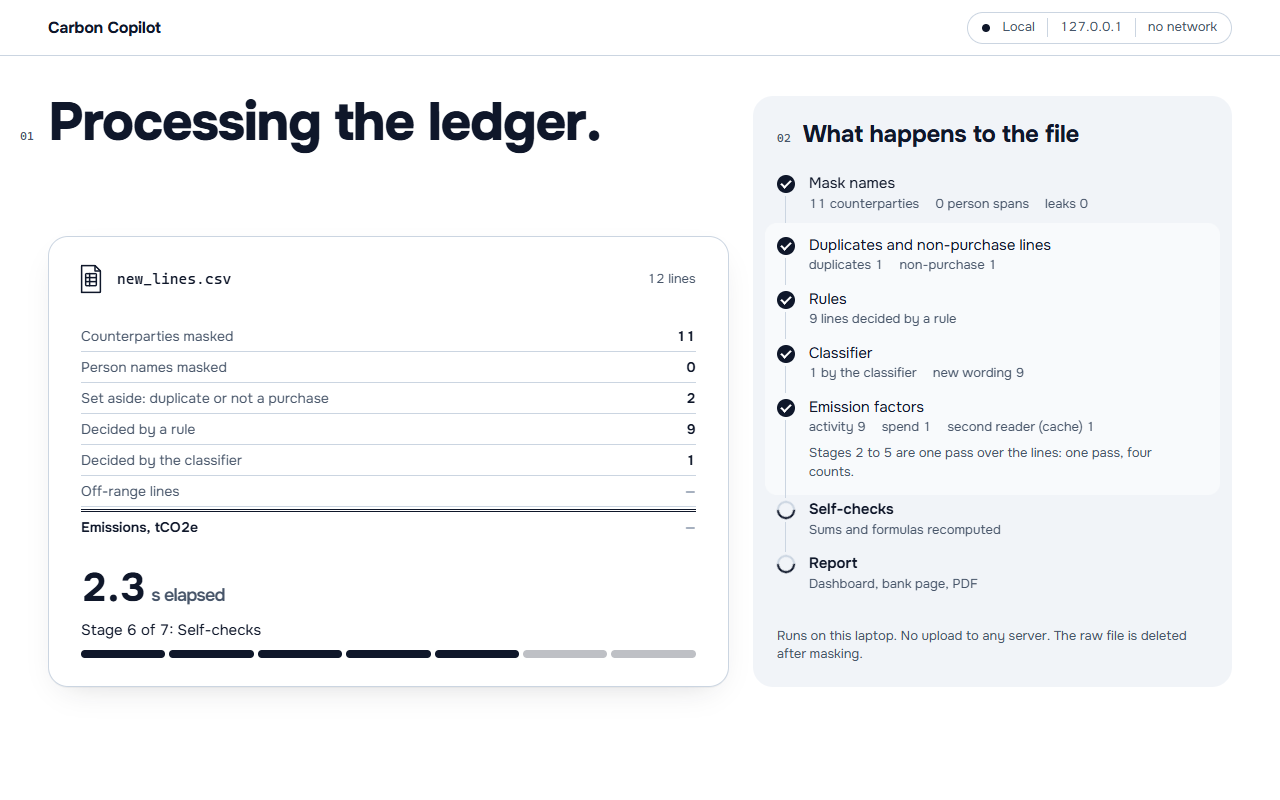 Carbon Copilot
Local 127.0.0.1 no network
01 Processing the ledger.
new_lines.csv 12 lines
Counterparties masked 11
Person names masked 0
Set aside: duplicate or not a purchase 2
Decided by a rule 9
Decided by the classifier 1
Off-range lines –
Emissions, tCO2e –
2.3 s elapsed
Stage 6 of 7: Self-checks
02 What happens to the file
Mask names
11 counterparties 0 person spans leaks 0
Duplicates and non-purchase lines
duplicates 1 non-purchase 1
Rules
9 lines decided by a rule
Classifier
1 by the classifier new wording 9
Emission factors
activity 9 spend 1 second reader (cache) 1
Stages 2 to 5 are one pass over the lines: one pass, four
counts.
Self-checks
Sums and formulas recomputed
Report
Dashboard, bank page, PDF
Runs on this laptop. No upload to any server. The raw file is deleted
after masking.